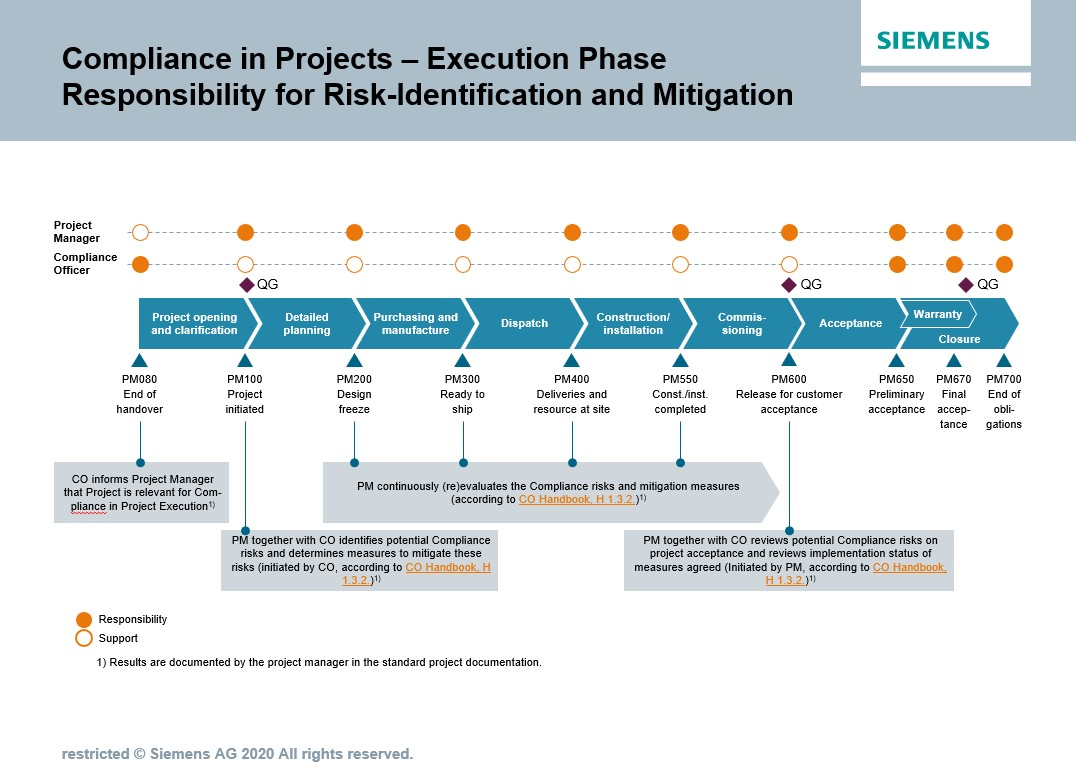 Compliance in Projects – Execution Phase
Responsibility for Risk-Identification and Mitigation
SIEMENS
Project
Manager
Compliance
Officer
QG
QG
QG
Project opening
and clarification
Detailed
planning
Purchasing and
manufacture
Dispatch
Construction/
installation
Commis-
sioning
Acceptance
Warranty
Closure
PM080
End of
handover
PM100
Project
initiated
PM200
Design
freeze
PM300
Ready to
ship
PM400
Deliveries and
resource at site
PM550
Const./inst.
completed
PM600
Release for customer
acceptance
PM650
Preliminary
acceptance
PM670
Final
accep-
tance
PM700
End of
obli-
gations
CO informs Project Manager
that Project is relevant for Com-
pliance in Project Execution1)
PM continuously (re)evaluates the Compliance risks and mitigation measures
(according to CO Handbook, H 1.3.2.)1)
PM together with CO identifies potential Compliance
risks and determines measures to mitigate these
risks (initiated by CO, according to CO Handbook, H
1.3.2.)1)
PM together with CO reviews potential Compliance risks on
project acceptance and reviews implementation status of
measures agreed (Initiated by PM, according to CO Handbook,
H 1.3.2.)1)
Responsibility
Support
1) Results are documented by the project manager in the standard project documentation.
restricted © Siemens AG 2020 All rights reserved.